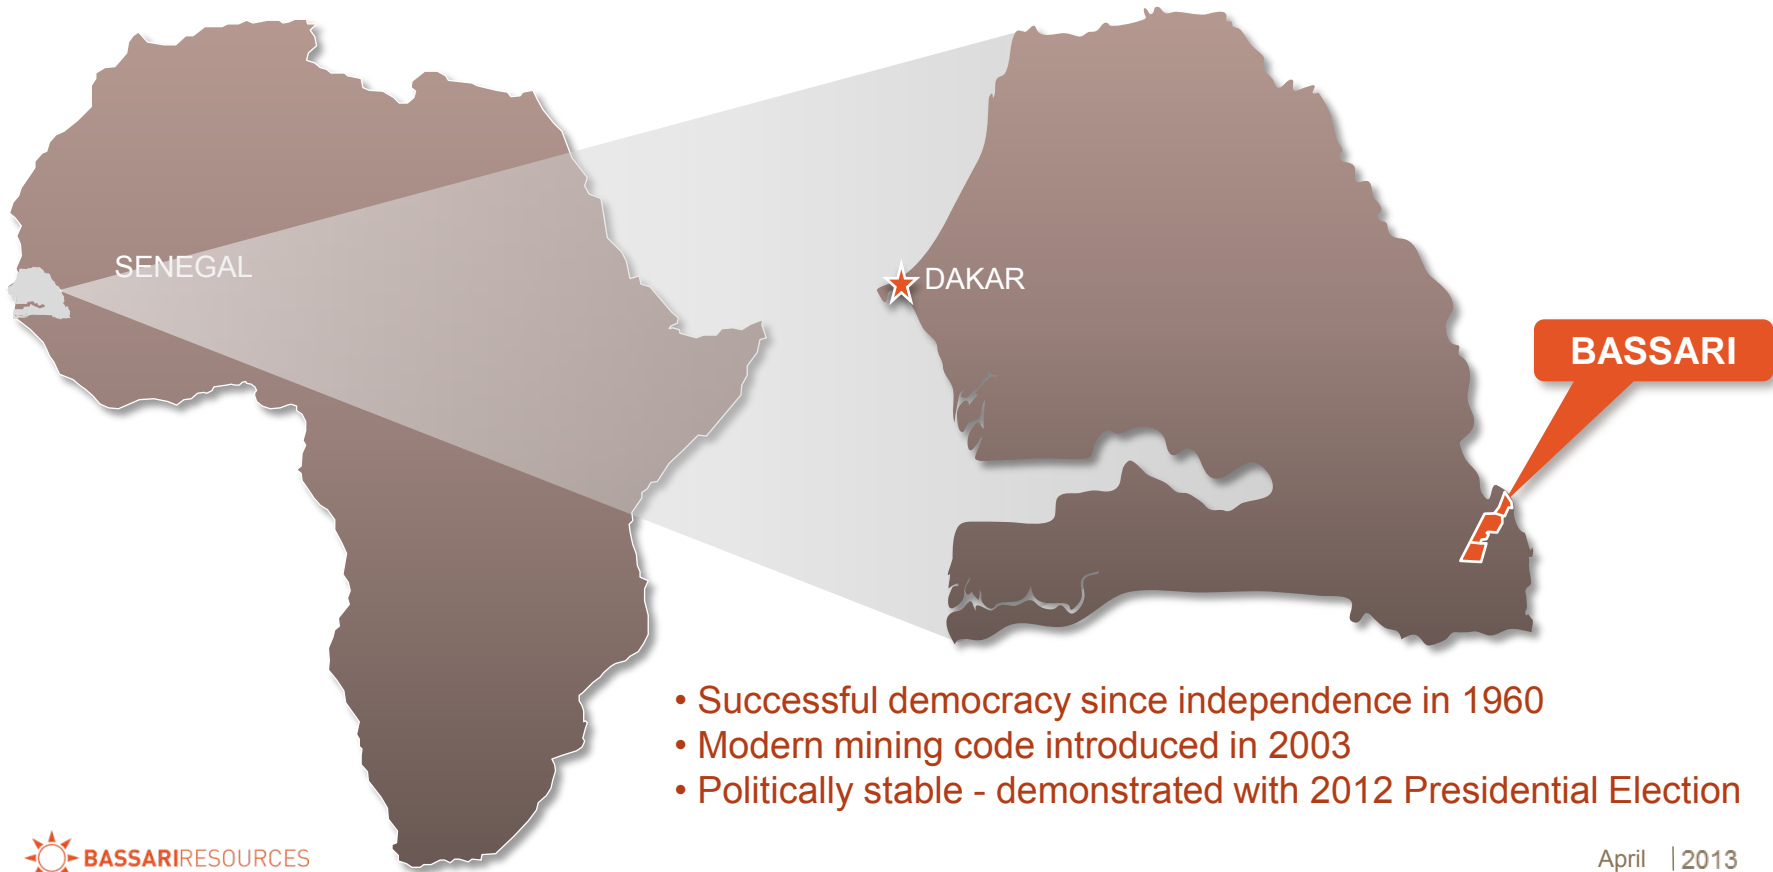 SENEGAL
DAKAR
BASSARI
• Successful democracy since independence in 1960
• Modern mining code introduced in 2003
• Politically stable - demonstrated with 2012 Presidential Election
BASSARIRESOURCES
April | 2013